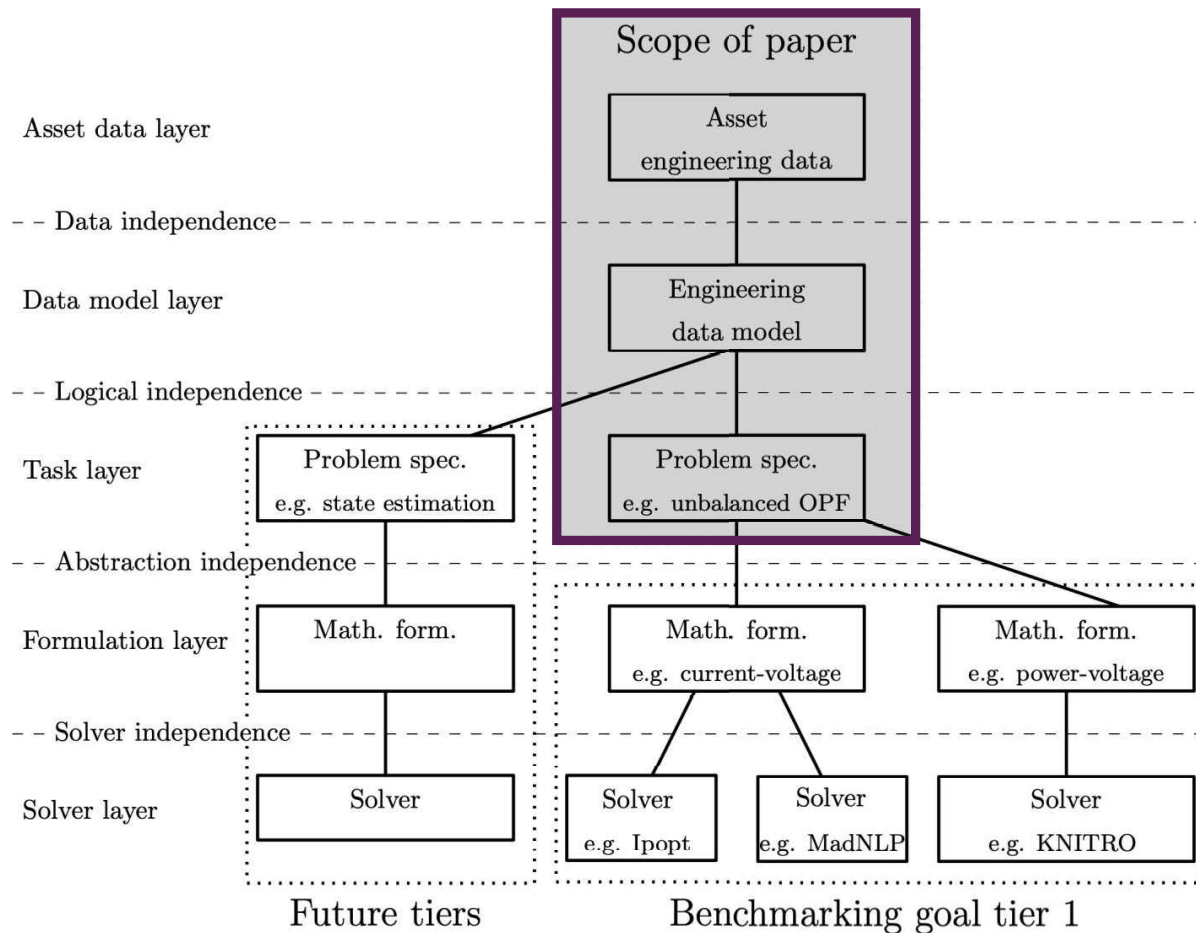 Scope of paper
Asset data layer
Asset
engineering data
Data independence
Data model layer
Engineering
data model
Logical independence
Task layer
Problem spec.
e.g. state estimation
Problem spec.
e.g. unbalanced OPF
Abstraction independence
Formulation layer
Math. form.
Math. form.
e.g. current-voltage
Math. form.
e.g. power-voltage
Solver independence
Solver layer
Solver
Solver
e.g. Ipopt
Solver
e.g. MadNLP
Solver
e.g. KNITRO
Future tiers
Benchmarking goal tier 1